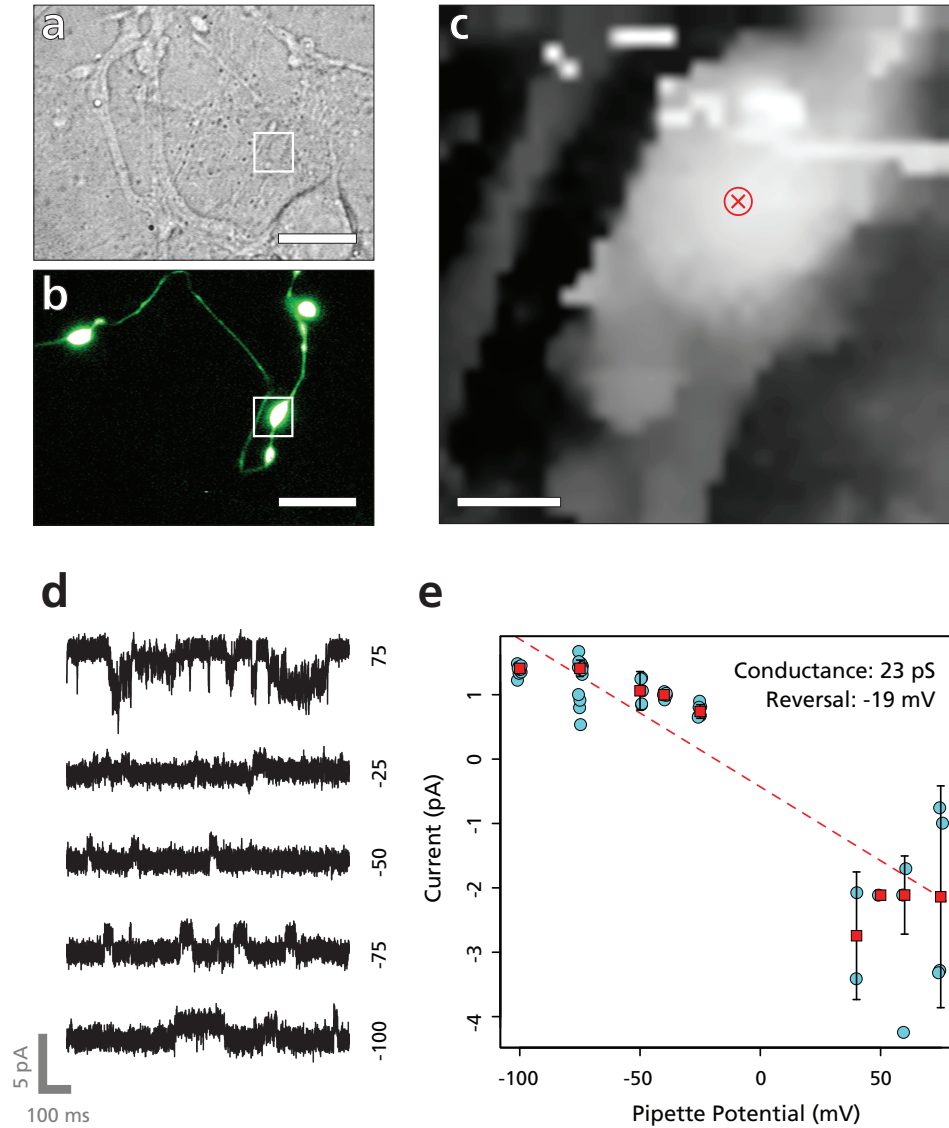 a
b
c
d
75
-25
-50
-75
-100
5 pA
100 ms
e
Conductance: 23 pS
Reversal: -19 mV
1
0
-1
-2
-3
-4
Current (pA)
-100
-50
0
50
Pipette Potential (mV)